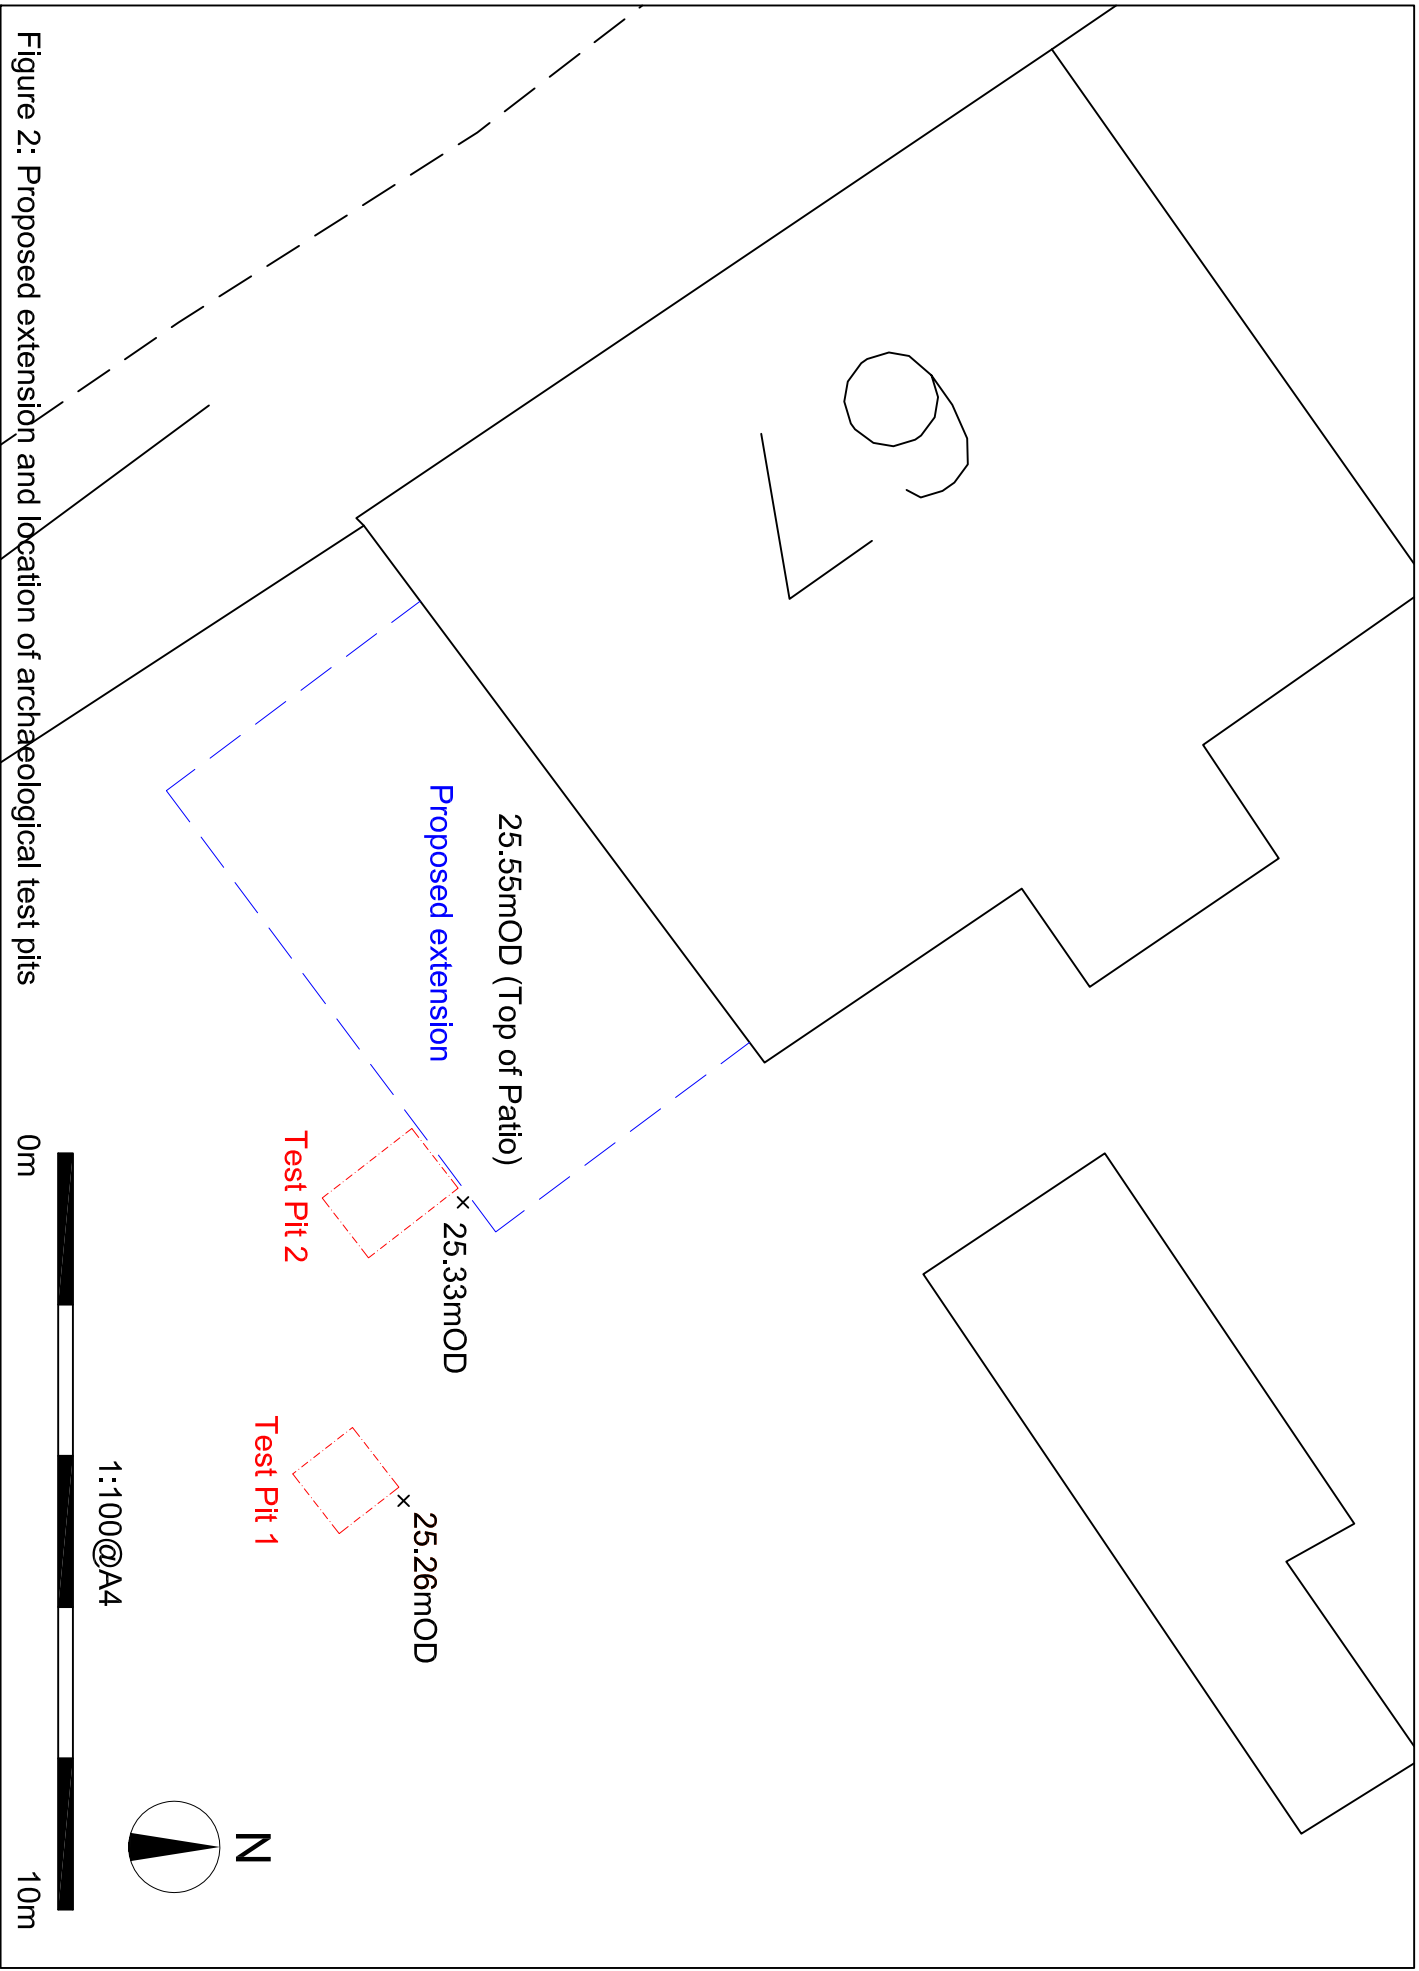 79
25.55mOD (Top of Patio)
Proposed extension
25.33mOD
Test Pit 2
25.26mOD
Test Pit 1
N
1:100@A4
0m
10m
Figure 2: Proposed extension and location of archaeological test pits